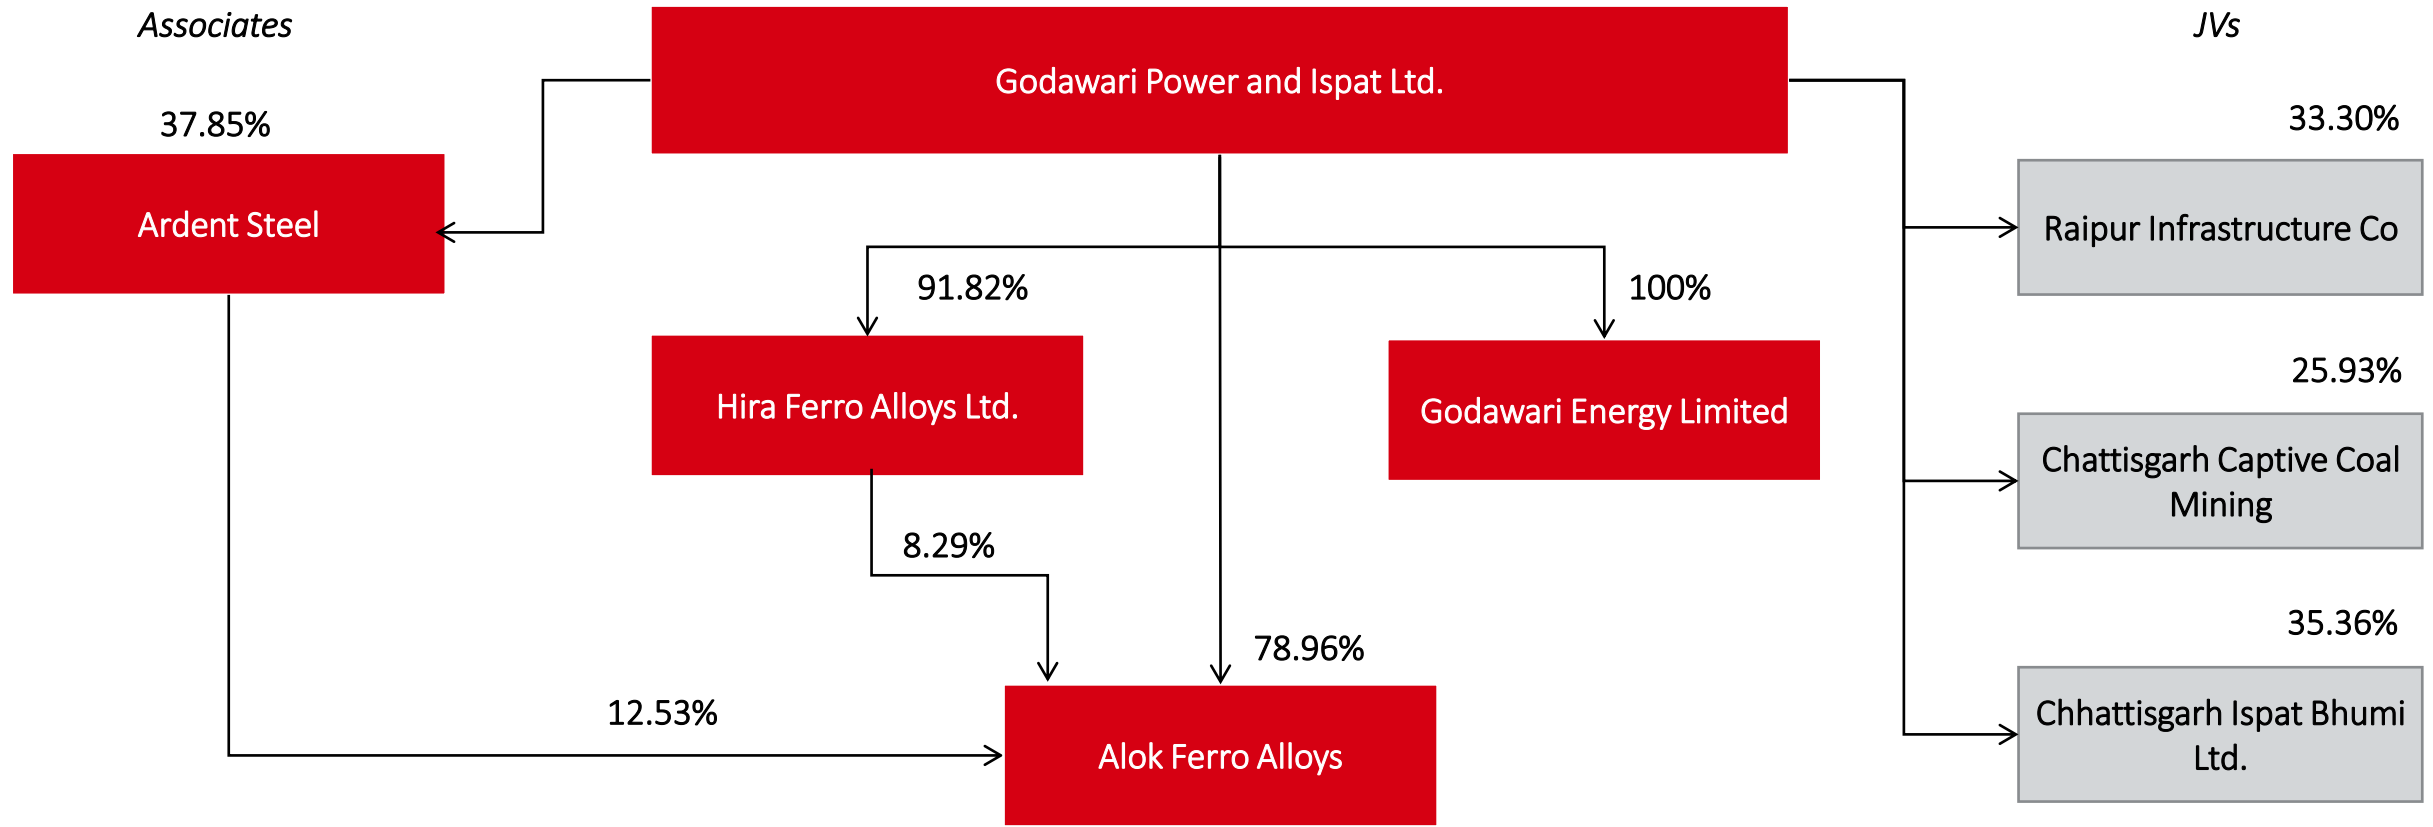 Associates
Godawari Power and Ispat Ltd.
JVs
37.85%
33.30%
Ardent Steel
Raipur Infrastructure Co
91.82%
100%
25.93%
Hira Ferro Alloys Ltd.
Godawari Energy Limited
Chattisgarh Captive Coal
Mining
8.29%
78.96%
35.36%
12.53%
Alok Ferro Alloys
Chhattisgarh Ispat Bhumi
Ltd.